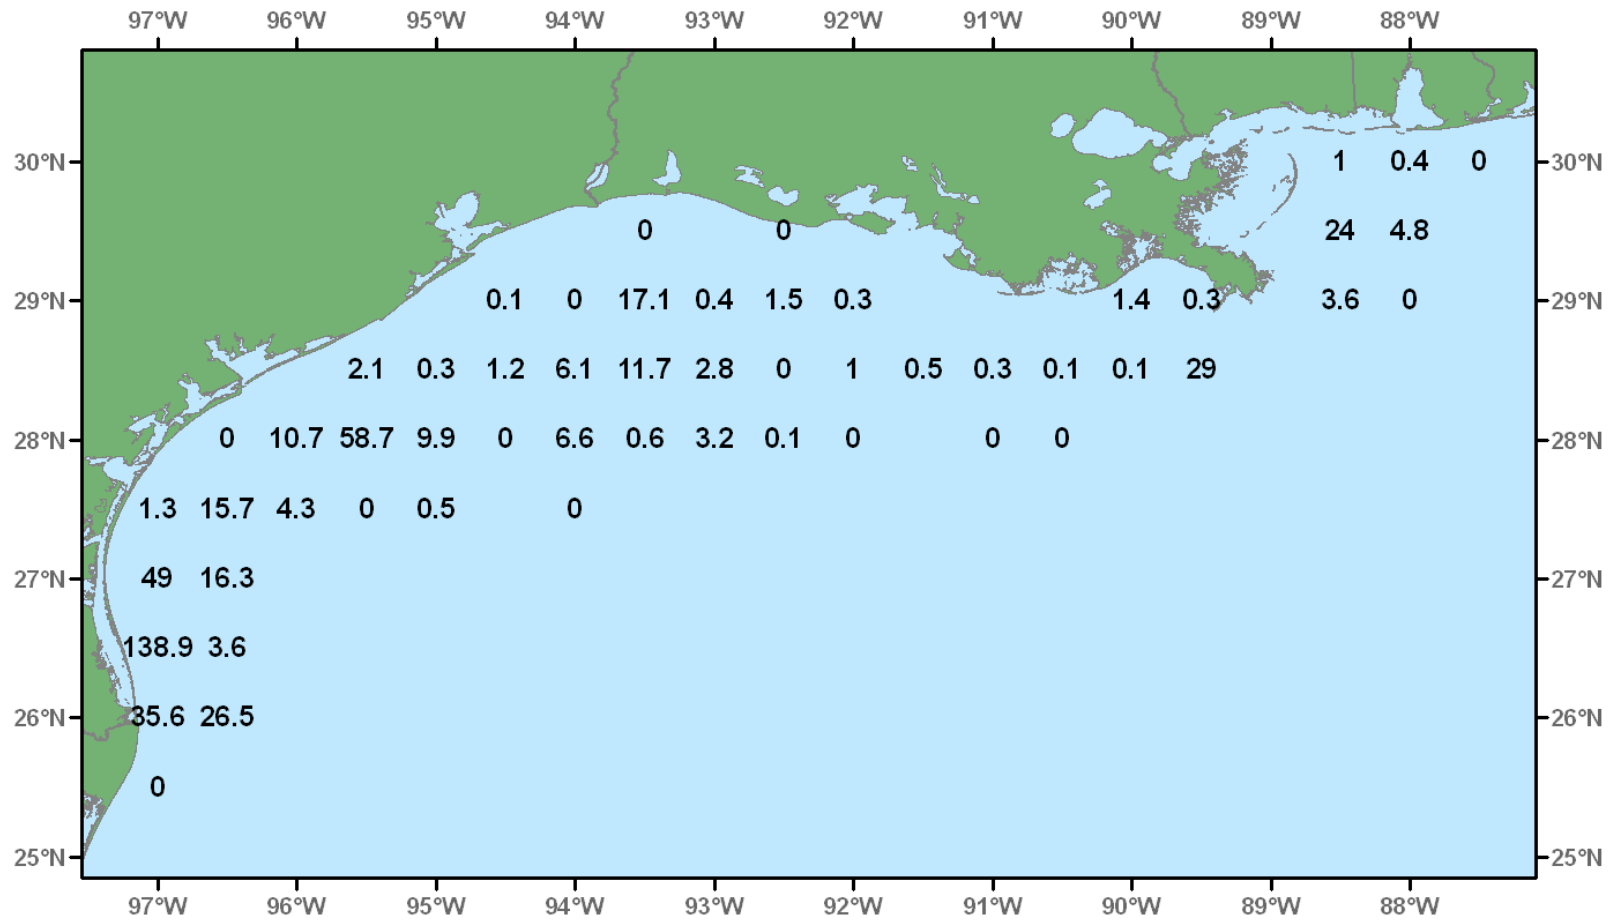 97°W 96°W 95°W 94°W 93°W 92°W 91°W 90°W 89°W 88°W
30°N 1 0.4 0 30°N
0 0 24 4.8
29°N 0.1 0 17.1 0.4 1.5 0.3 1.4 0.3 3.6 0 29°N
2.1 0.3 1.2 6.1 11.7 2.8 0 1 0.5 0.3 0.1 0.1 29
28°N 0 10.7 58.7 9.9 0 6.6 0.6 3.2 0.1 0 0 0 28°N
1.3 15.7 4.3 0 0.5 0
27°N 49 16.3 27°N
138.9 3.6
26°N 35.6 26.5 26°N
0
25°N 25°N
97°W 96°W 95°W 94°W 93°W 92°W 91°W 90°W 89°W 88°W